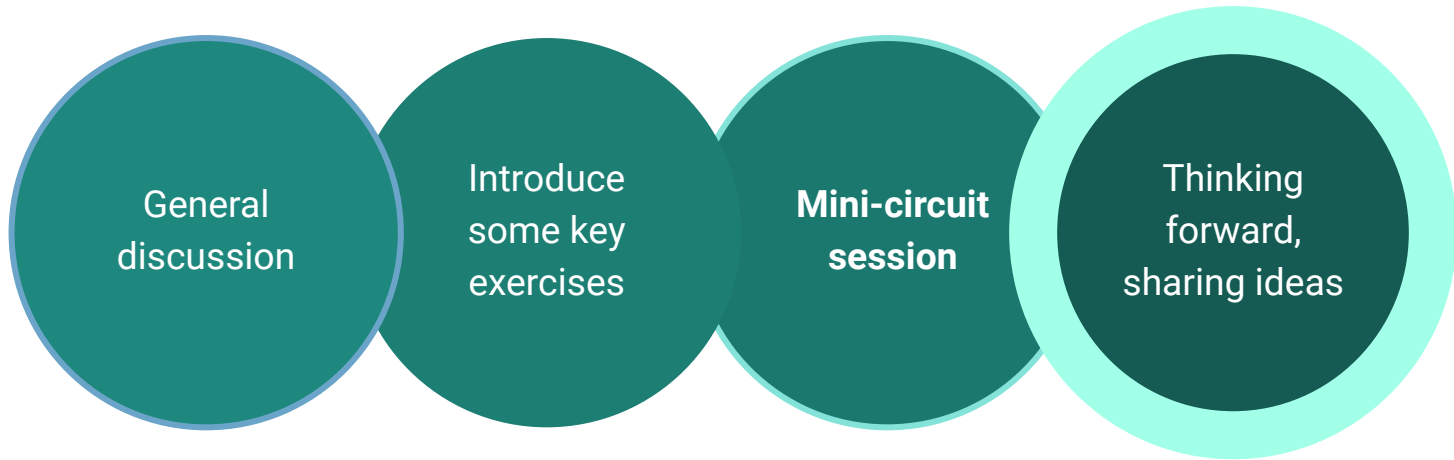 General
discussion
Introduce
some key
exercises
Mini-circuit
session
Thinking
forward,
sharing ideas